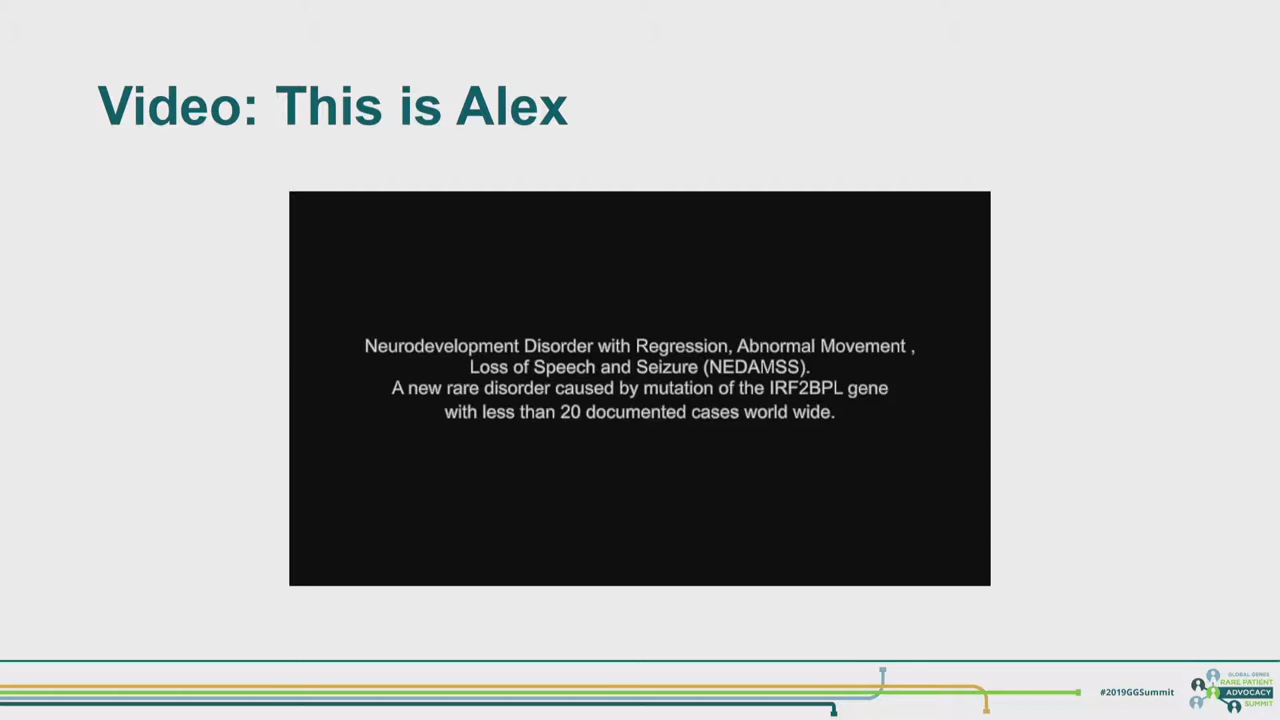 Video: This is Alex
Neurodevelopment Disorder with Regression, Abnormal Movement ,
Loss of Speech and Seizure (NEDAMSS).
A new rare disorder caused by mutation of the IRF2BPL gene
with less than 20 documented cases world wide.
#2019GGSummit
GLOBAL GENES
RARE PATIENT
ADVOCACY
SUMMIT